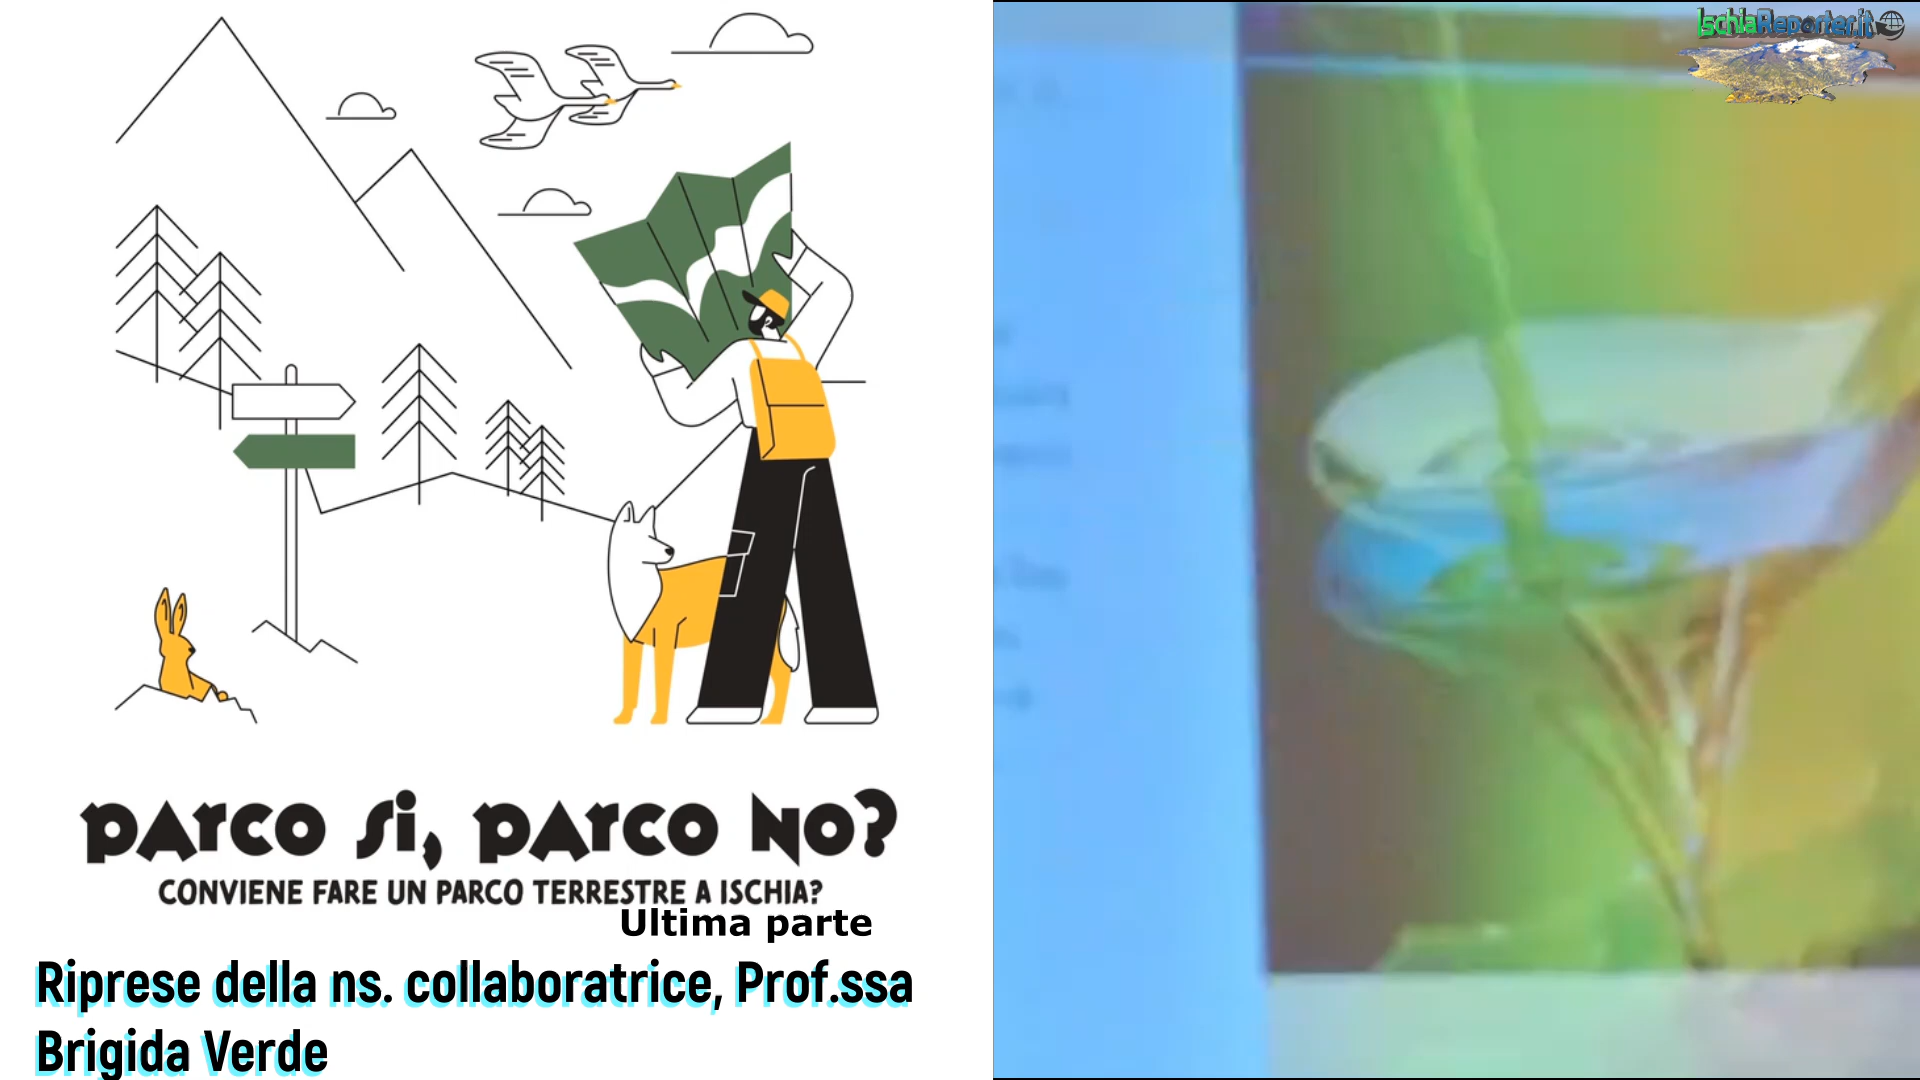 IschiaReporter.it
PARCO SI, PARCO NO?
CONVIENE FARE UN PARCO TERRESTRE A ISCHIA?
Ultima parte
Riprese della ns. collaboratrice, Prof.ssa
Brigida Verde